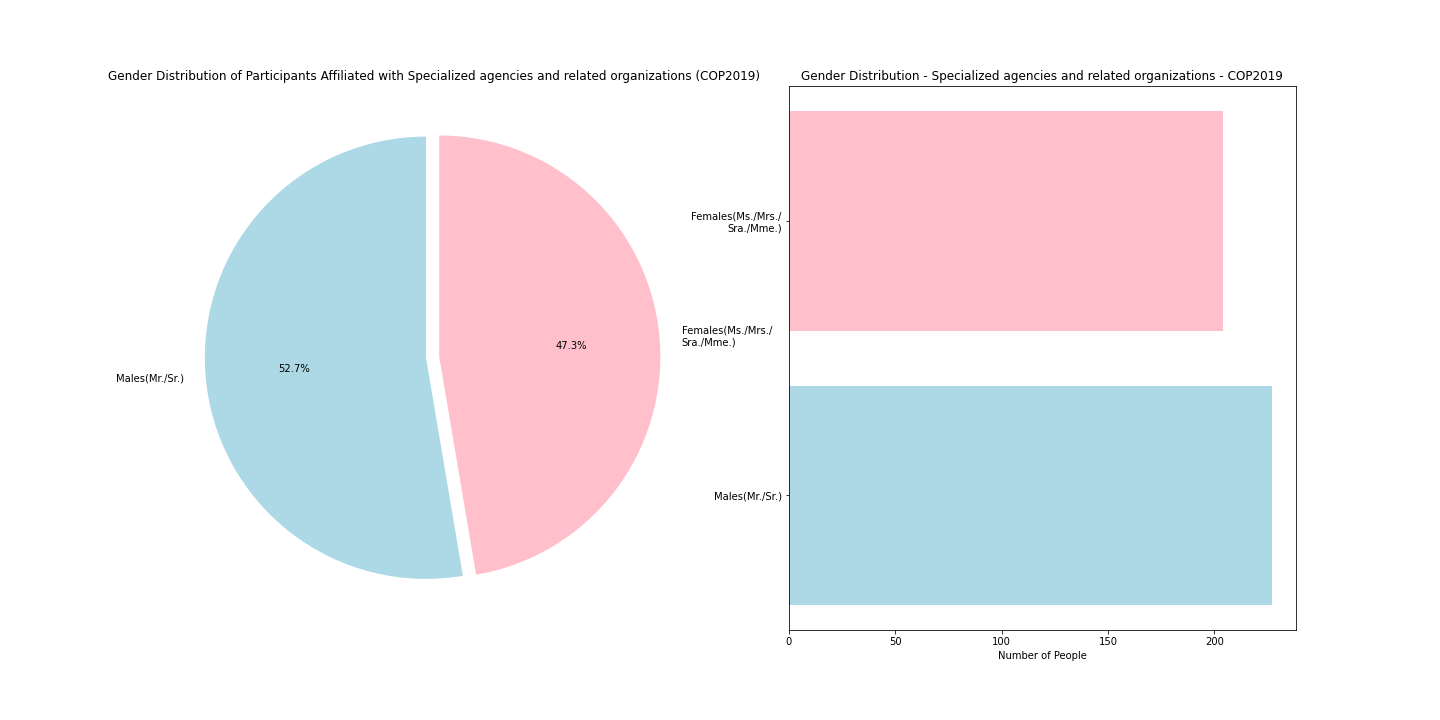 Gender Distribution of Participants Affiliated with Specialized agencies and related organizations (COP2019)
Males(Mr./Sr.)
52.7%
47.3%
Females(Ms./Mrs./
Sra./Mme.)
Gender Distribution - Specialized agencies and related organizations - COP2019
Females(Ms./Mrs./
Sra./Mme.)
Males(Mr./Sr.)
0 50 100 150 200
Number of People